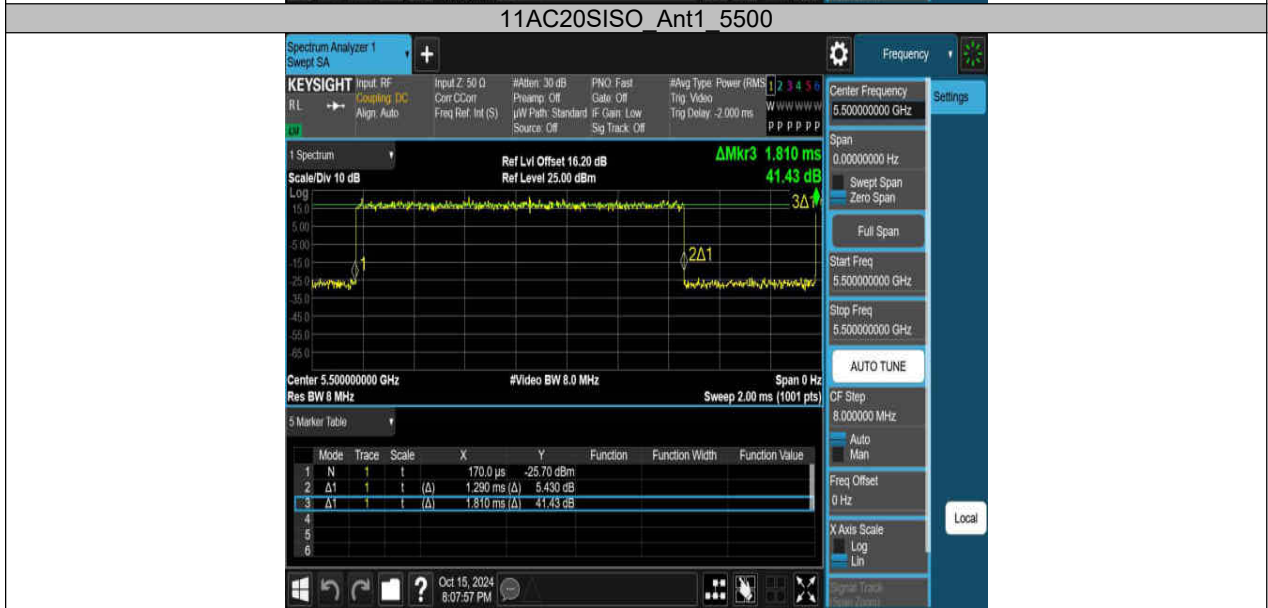 11AC20SISO_Ant1_5500
Spectrum Analyzer 1
Swept SA
+
Frequency
KEYSIGHT Input: RF Input Z: 50 Ω #Atten: 30 dB PNO: Fast #Avg Type: Power (RMS 1 2 3 4 5 6
RL Coupling: DC Corr CCorr Preamp: Off Gate: Off Trig: Video W W W W W W
Align: Auto Freq Ref: Int (S) µW Path: Standard IF Gain: Low Trig Delay: -2.000 ms
Source: Off Sig Track: Off P P P P P P
LXI
1 Spectrum
Ref Lvl Offset 16.20 dB
ΔMkr3 1.810 ms
Scale/Div 10 dB Ref Level 25.00 dBm 41.43 dB
Log
15.0
5.00
-5.00
-15.0
-25.0
-35.0
-45.0
-55.0
-65.0
1
2Δ1
3Δ1
Center 5.500000000 GHz #Video BW 8.0 MHz Span 0 Hz
Res BW 8 MHz Sweep 2.00 ms (1001 pts)
5 Marker Table
Mode Trace Scale X Y Function Function Width Function Value
1 N 1 t 170.0 µs -25.70 dBm
2 Δ1 1 t (Δ) 1.290 ms (Δ) 5.430 dB
3 Δ1 1 t (Δ) 1.810 ms (Δ) 41.43 dB
4
5
6
Center Frequency
5.500000000 GHz
Settings
Span
0.00000000 Hz
Swept Span
Zero Span
Full Span
Start Freq
5.500000000 GHz
Stop Freq
5.500000000 GHz
AUTO TUNE
CF Step
8.000000 MHz
Auto
Man
Freq Offset
0 Hz
X Axis Scale
Log
Lin
Signal Track
(Span Zoom)
Local
?
Oct 15, 2024
8:07:57 PM